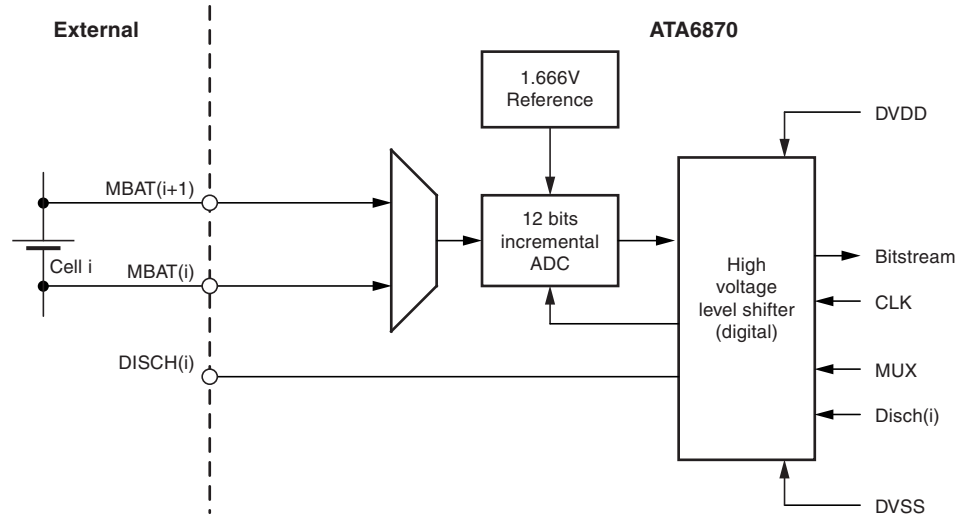 External
ATA6870
1.666V
Reference
DVDD
MBAT(i+1)
12 bits
incremental
ADC
Cell i
MBAT(i)
High
voltage
level shifter
(digital)
Bitstream
CLK
DISCH(i)
MUX
Disch(i)
DVSS